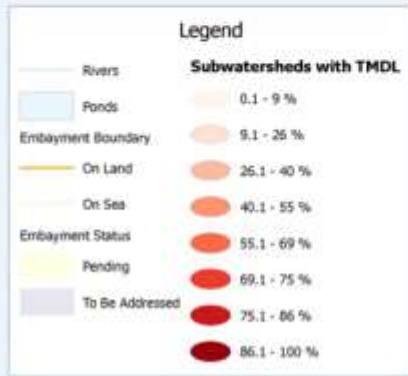 Legend
Rivers
Ponds
Embayment Boundary
On Land
On Sea
Embayment Status
Pending
To Be Addressed
Subwatersheds with TMDL
0.1 - 9 %
9.1 - 26 %
26.1 - 40 %
40.1 - 55 %
55.1 - 69 %
69.1 - 75 %
75.1 - 86 %
86.1 - 100 %